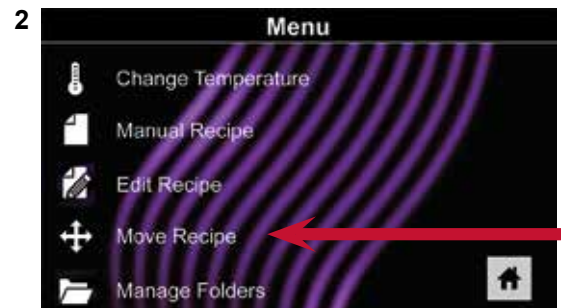 2
Menu
Change Temperature
Manual Recipe
Edit Recipe
Move Recipe
Manage Folders